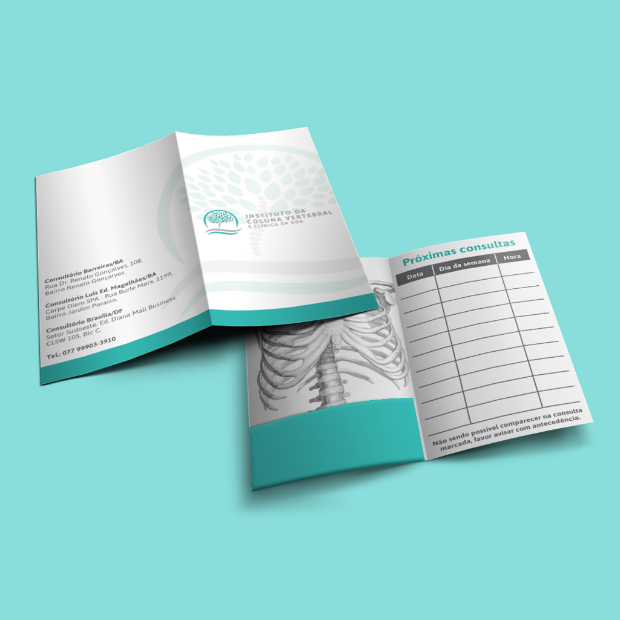 INSTITUTO DA
COLUNA VERTEBRAL
E CLÍNICA DA DOR
Consultório Barreiras/BA
Rua Dr. Renato Gonçalves, 108.
Bairro Renato Gonçalves.
Consultório Luis Ed. Magalhães/BA
Carpe Diem SPA - Rua Burle Marx, 1198,
Bairro Jardim Paraíso.
Consultório Brasília/DF
Setor Sudoeste, Ed. Diana Mall Business
CLSW 105, Blc C.
TeL: 077 99903-3910
Próximas consultas
Data Dia da semana Hora
Não sendo possível comparecer na consulta
marcada, favor avisar com antecedência.